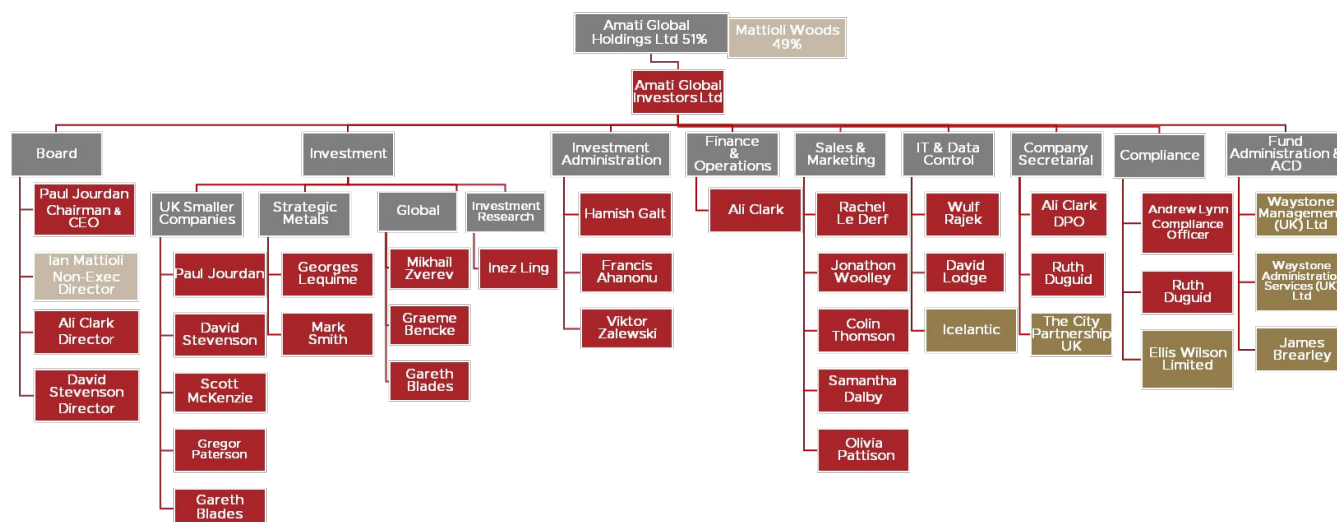 Amati Global
Holdings Ltd 51%
Mattioli Woods
49%
Amati Global
Investors Ltd
Board
Investment
Investment
Administration
Finance
&
Operations
Sales &
Marketing
IT & Data
Control
Company
Secretarial
Compliance
Fund
Administration &
ACD
Paul Jourdan
Chairman &
CEO
Ian Mattioli
Non-Exec
Director
Ali Clark
Director
David
Stevenson
Director
UK Smaller
Companies
Paul Jourdan
David
Stevenson
Scott
McKenzie
Gregor
Paterson
Gareth
Blades
Strategic
Metals
Georges
Lequime
Mark
Smith
Global
Mikhail
Zverev
Graeme
Bencke
Gareth
Blades
Investment
Research
Inez Ling
Hamish Galt
Francis
Ahanonu
Viktor
Zalewski
Ali Clark
Rachel
Le Derf
Jonathon
Woolley
Colin
Thomson
Samantha
Dalby
Olivia
Pattison
Wulf
Rajek
David
Lodge
Icelantic
Ali Clark
DPO
Ruth
Duguid
The City
Partnership
UK
Andrew Lynn
Compliance
Officer
Ruth
Duguid
Ellis Wilson
Limited
Waystone
Management
(UK) Ltd
Waystone
Administration
Services (UK)
Ltd
James
Brearley